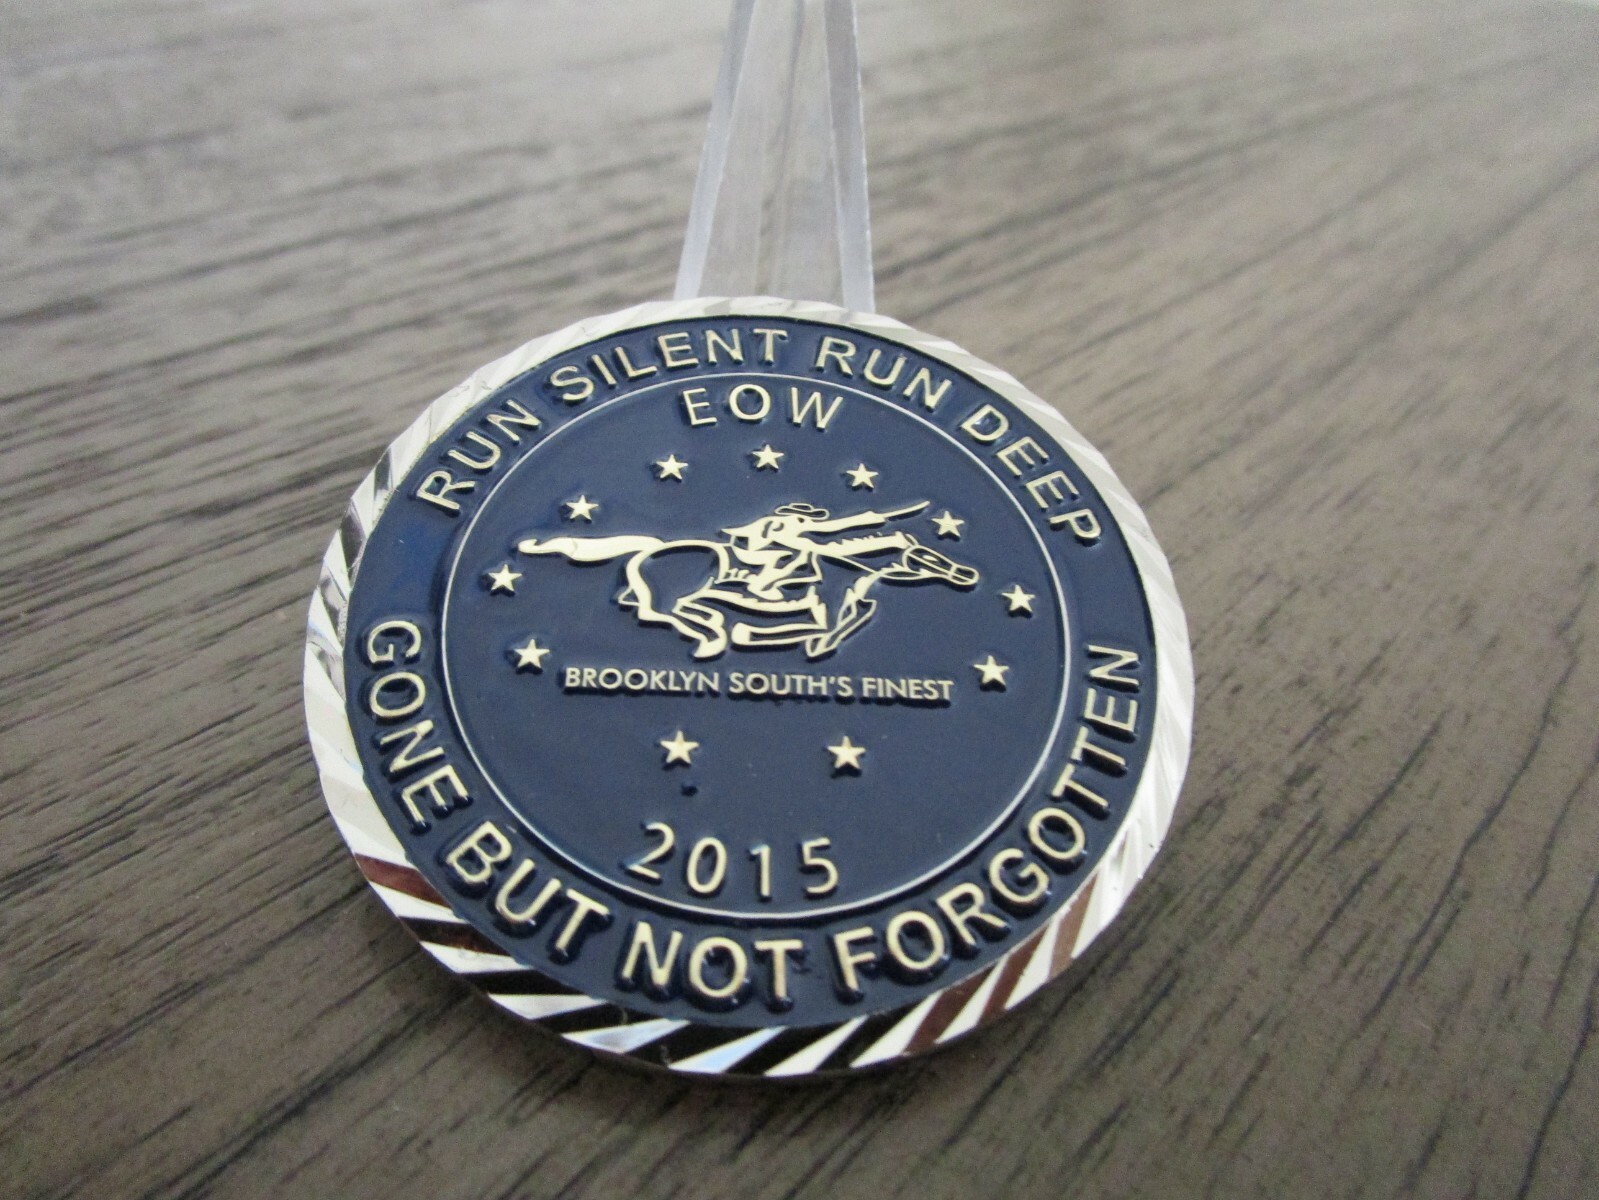 RUN SILENT RUN DEEP
EOW
BROOKLYN SOUTH'S FINEST
2015
GONE BUT NOT FORGOTTEN